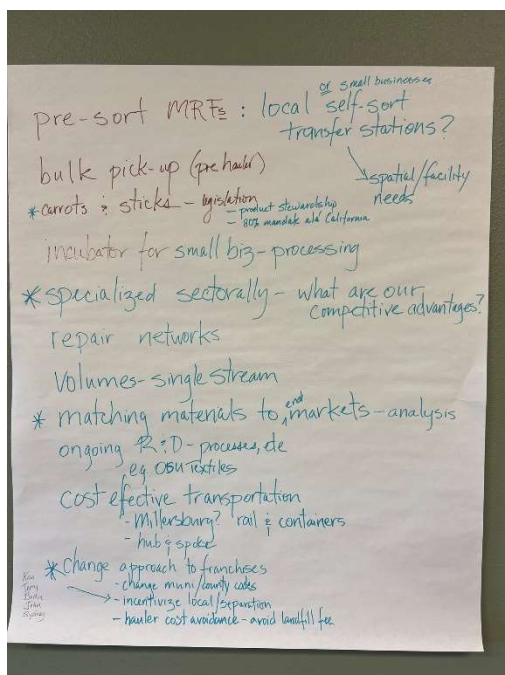 or small businesses
pre-sort MRFs : local self-sort
transfer stations?
spatial/facility
needs
bulk pick-up (pre hauler)
* carrots & sticks - legislation
- product stewardship
- 80% mandate ala California
incubator for small biz - processing
* specialized sectorally - what are our
competitive advantages?
repair networks
Volumes - single stream
* matching materials to end markets - analysis
ongoing R&D - processes, etc
eg OSU Textiles
cost efective transportation
- Millersburg? rail & containers
- hub & spoke
* Change approach to franchises
- change muni/county codes
- incentivize local/separation
- hauler cost avoidance - avoid landfill fee
John
Sydney